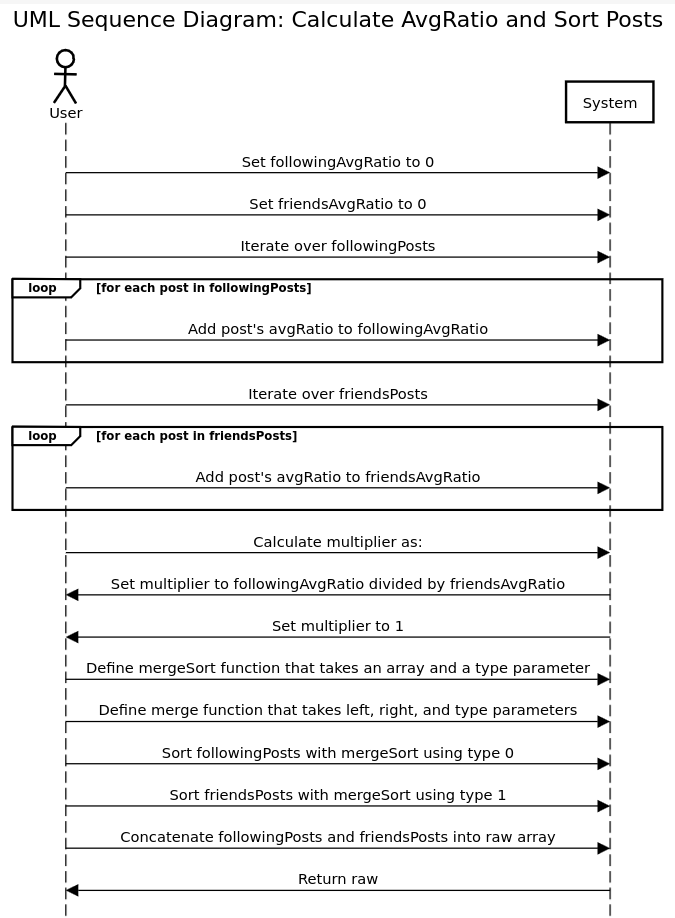 UML Sequence Diagram: Calculate AvgRatio and Sort Posts
User
System
Set followingAvgRatio to 0
Set friendsAvgRatio to 0
Iterate over followingPosts
loop [for each post in followingPosts]
Add post's avgRatio to followingAvgRatio
Iterate over friendsPosts
loop [for each post in friendsPosts]
Add post's avgRatio to friendsAvgRatio
Calculate multiplier as:
Set multiplier to followingAvgRatio divided by friendsAvgRatio
Set multiplier to 1
Define mergeSort function that takes an array and a type parameter
Define merge function that takes left, right, and type parameters
Sort followingPosts with mergeSort using type 0
Sort friendsPosts with mergeSort using type 1
Concatenate followingPosts and friendsPosts into raw array
Return raw